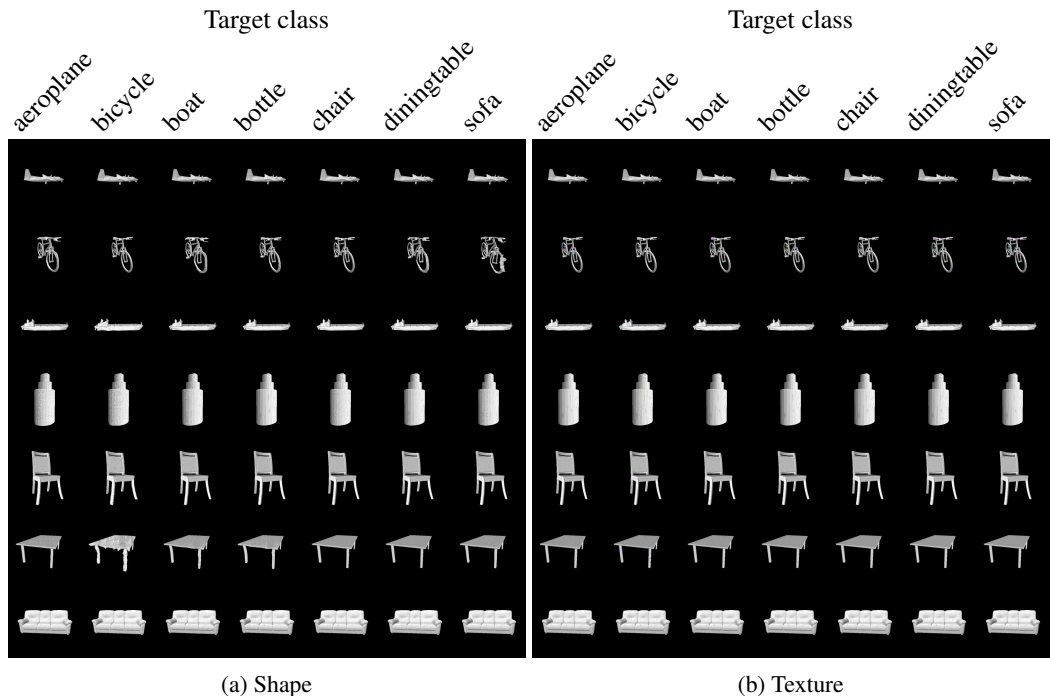 Target class
aeroplane
bicycle
boat
bottle
chair
diningtable
sofa
(a) Shape
Target class
aeroplane
bicycle
boat
bottle
chair
diningtable
sofa
(b) Texture